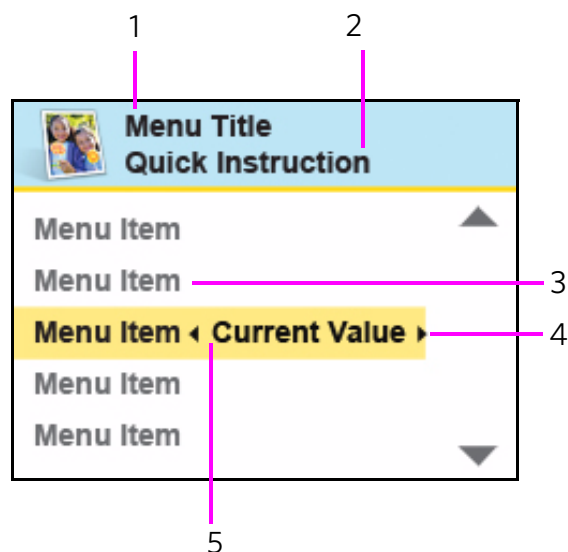 1 2
Menu Title
Quick Instruction
Menu Item
Menu Item 3
Menu Item Current Value 4
Menu Item
Menu Item
5